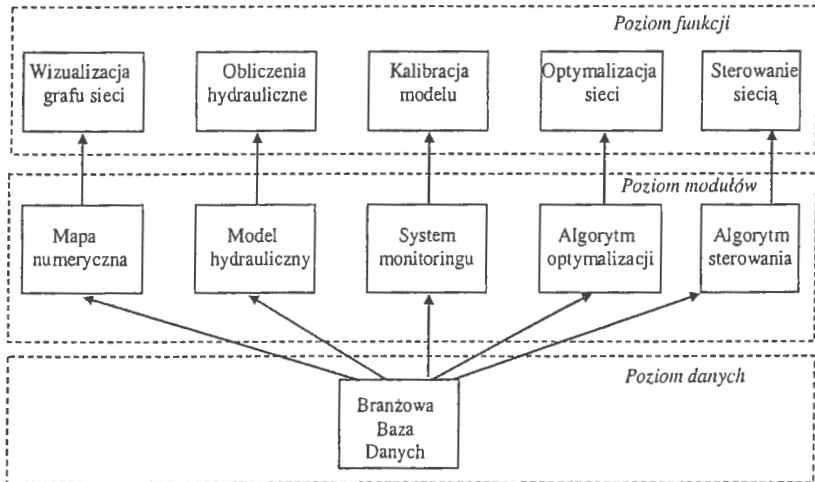 Poziom funkcji
Wizualizacja
grafu sieci
Obliczenia
hydrauliczne
Kalibracja
modelu
Optymalizacja
sieci
Sterowanie
siecią
Poziom modułów
Mapa
numeryczna
Model
hydrauliczny
System
monitoringu
Algorytm
optymalizacji
Algorytm
sterowania
Poziom danych
Branżowa
Baza
Danych